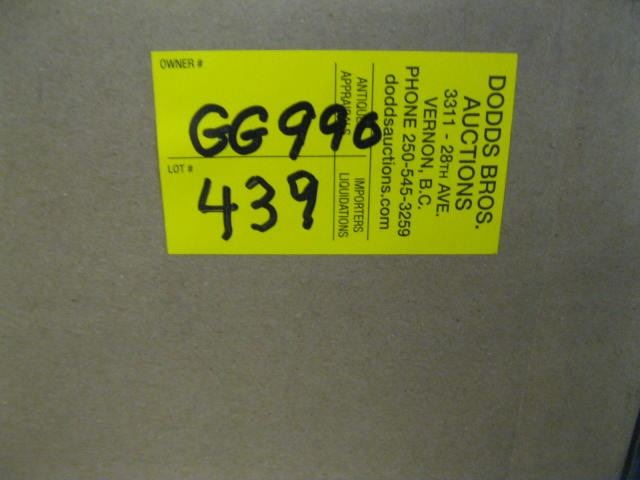 OWNER #
GG990
LOT #
439
DODDS BROS.
AUCTIONS
3311 - 28TH AVE.
VERNON, B.C.
PHONE 250-545-3259
doddsauctions.com
IMPORTERS
APPRAISALS
LIQUIDATIONS